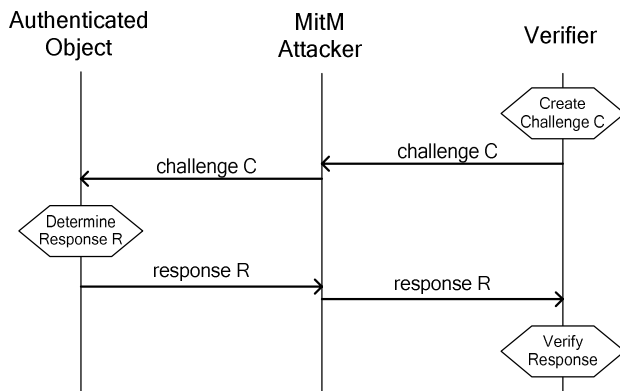 Authenticated
Object
MitM
Attacker
Verifier
Create
Challenge C
challenge C
challenge C
Determine
Response R
response R
response R
Verify
Response